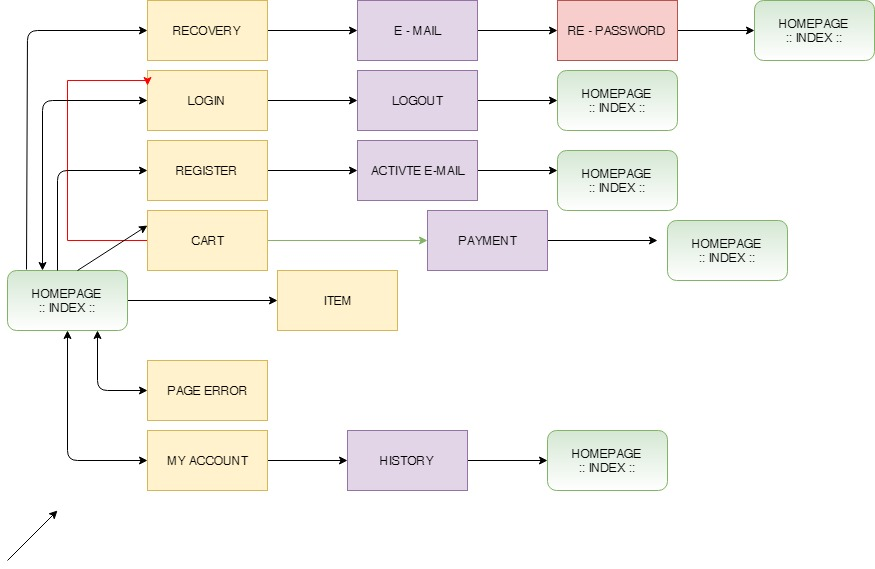 RECOVERY
E - MAIL
RE - PASSWORD
HOMEPAGE
:: INDEX ::
LOGIN
LOGOUT
HOMEPAGE
:: INDEX ::
REGISTER
ACTIVTE E-MAIL
HOMEPAGE
:: INDEX ::
CART
PAYMENT
HOMEPAGE
:: INDEX ::
HOMEPAGE
:: INDEX ::
ITEM
PAGE ERROR
MY ACCOUNT
HISTORY
HOMEPAGE
:: INDEX ::